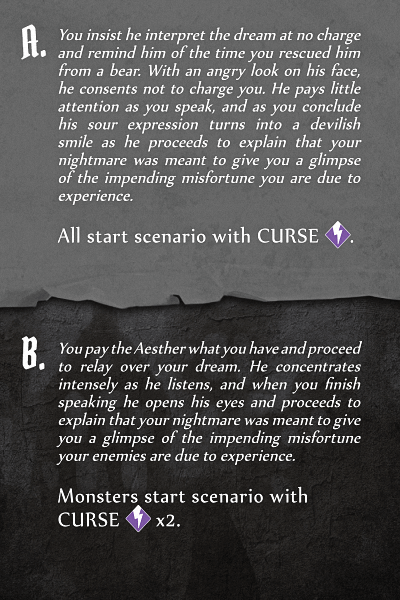 A. You insist he interpret the dream at no charge
and remind him of the time you rescued him
from a bear. With an angry look on his face,
he consents not to charge you. He pays little
attention as you speak, and as you conclude
his sour expression turns into a devilish
smile as he proceeds to explain that your
nightmare was meant to give you a glimpse
of the impending misfortune you are due to
experience.
All start scenario with CURSE .
B. You pay the Aesther what you have and proceed
to relay over your dream. He concentrates
intensely as he listens, and when you finish
speaking he opens his eyes and proceeds to
explain that your nightmare was meant to give
you a glimpse of the impending misfortune
your enemies are due to experience.
Monsters start scenario with
CURSE x2.